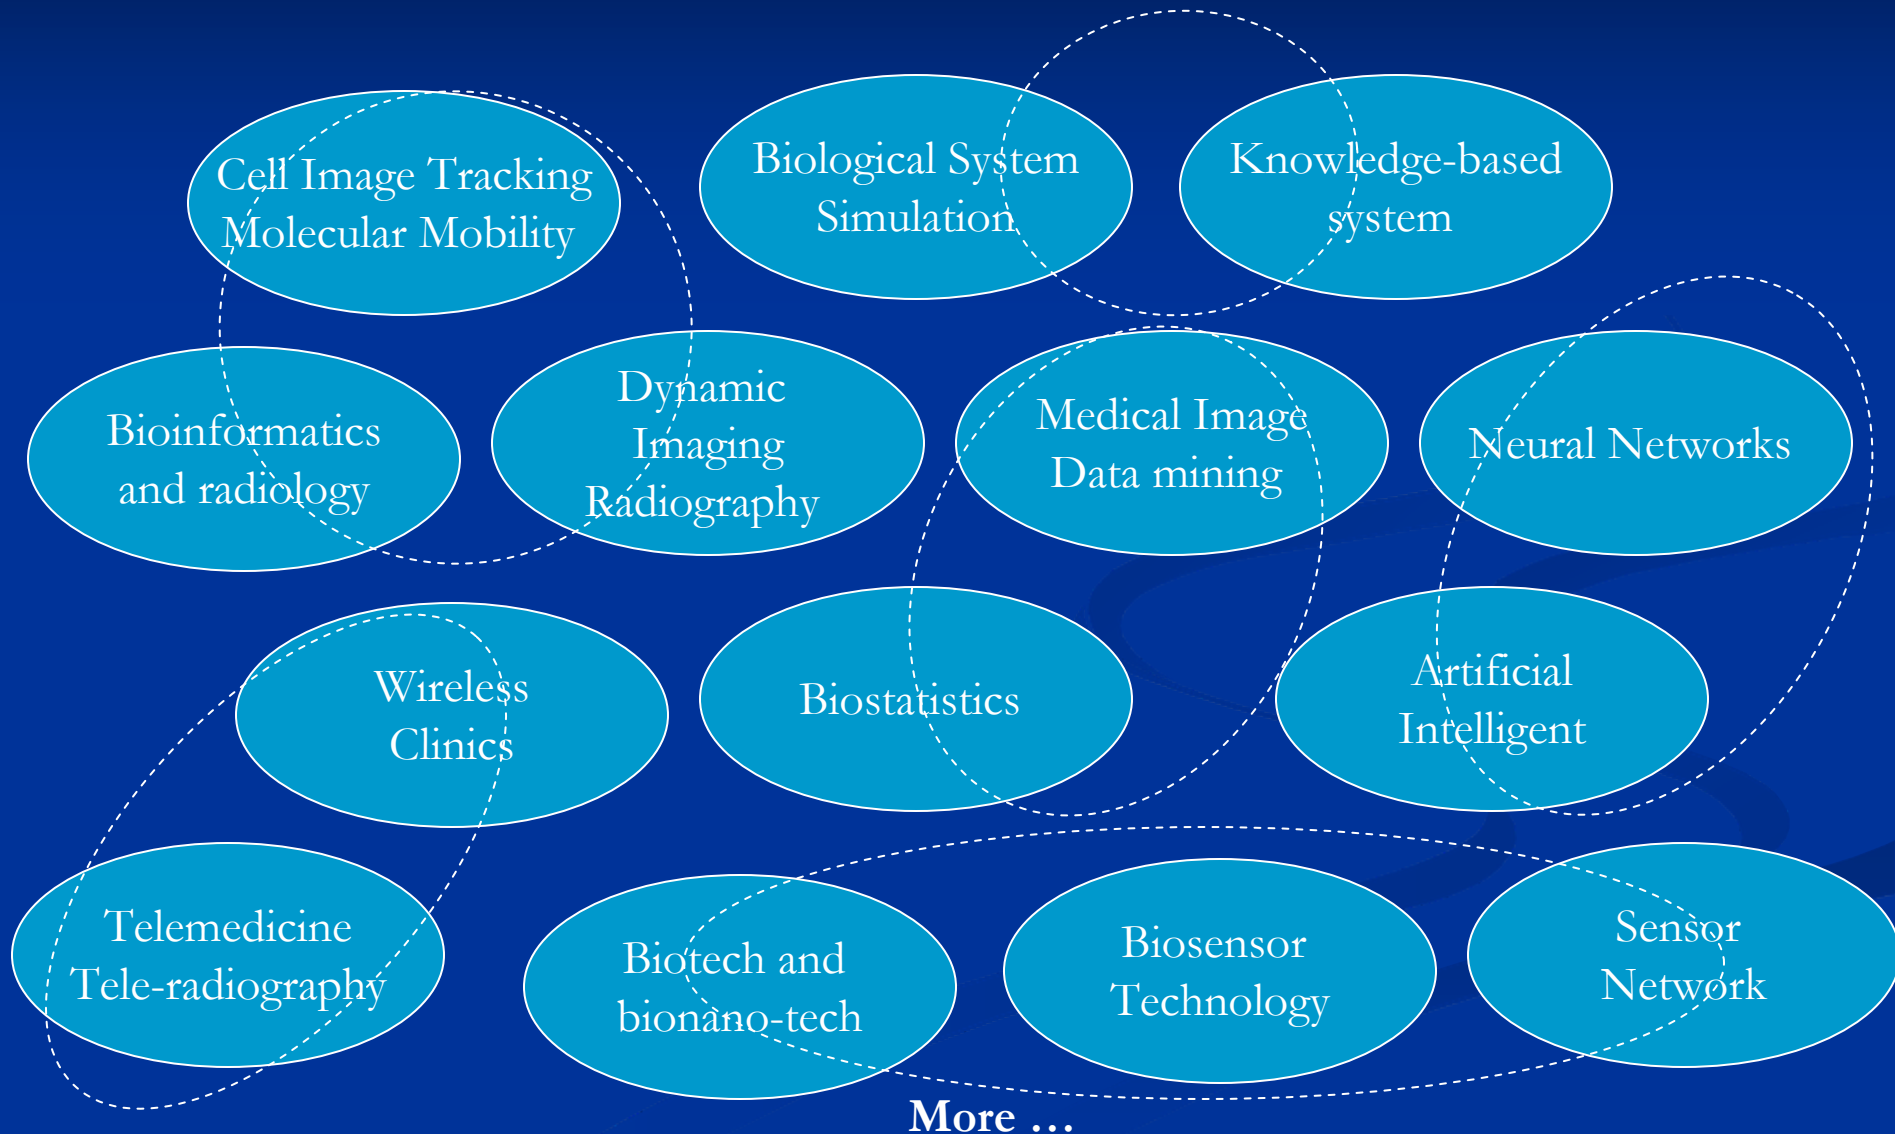 Cell Image Tracking
Molecular Mobility
Biological System
Simulation
Knowledge-based
system
Bioinformatics
and radiology
Dynamic
Imaging
Radiography
Medical Image
Data mining
Neural Networks
Wireless
Clinics
Biostatistics
Artificial
Intelligent
Telemedicine
Tele-radiography
Biotech and
bionano-tech
Biosensor
Technology
Sensor
Network
More …